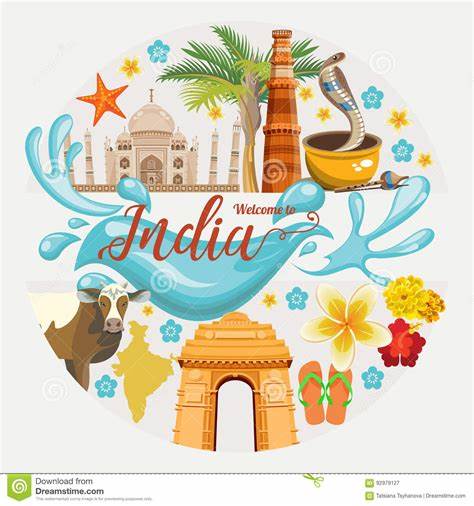 Welcome to
India
Download from
Dreamstime.com
This watermarked comp image is for previewing purposes only.
92979127
Tatsiana Tsyhanova | Dreamstime.com